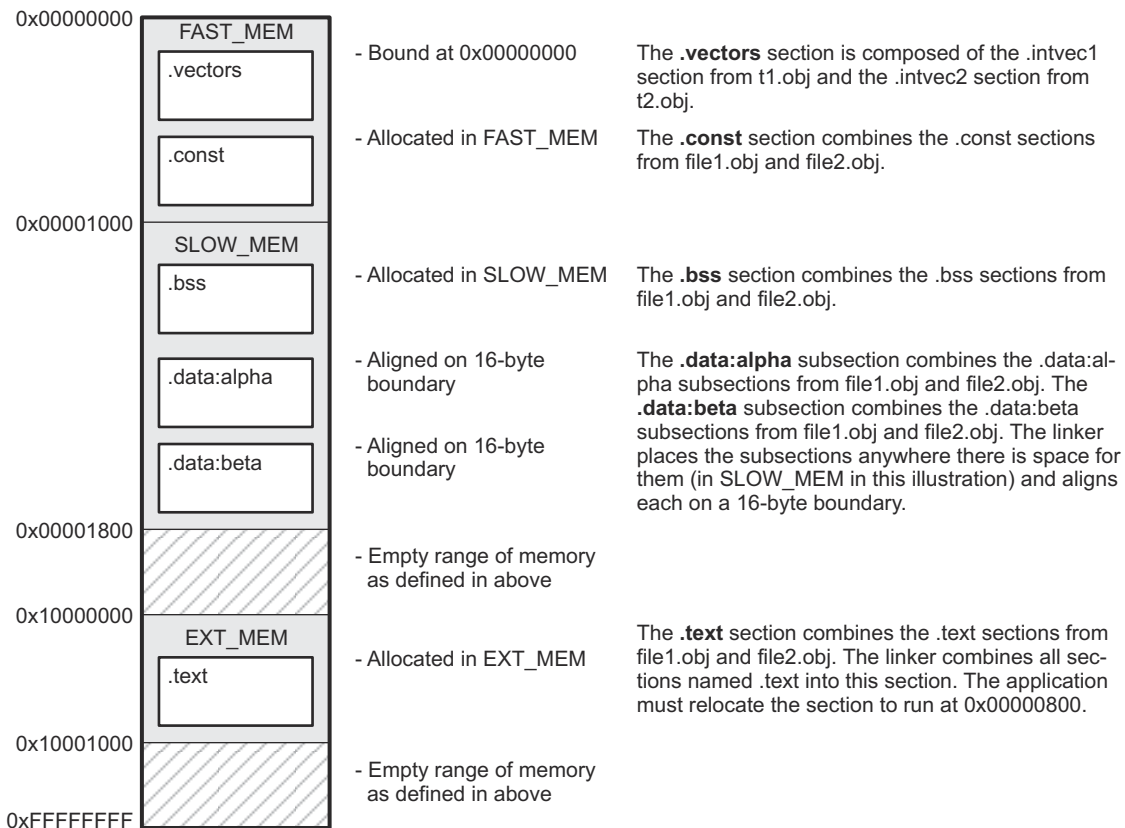 0x00000000
FAST_MEM
.vectors
- Bound at 0x00000000
The .vectors section is composed of the .intvec1
section from t1.obj and the .intvec2 section from
t2.obj.
.const
- Allocated in FAST_MEM
The .const section combines the .const sections
from file1.obj and file2.obj.
0x00001000
SLOW_MEM
.bss
- Allocated in SLOW_MEM
The .bss section combines the .bss sections from
file1.obj and file2.obj.
.data:alpha
- Aligned on 16-byte
boundary
.data:beta
- Aligned on 16-byte
boundary
The .data:alpha subsection combines the .data:al-
pha subsections from file1.obj and file2.obj. The
.data:beta subsection combines the .data:beta
subsections from file1.obj and file2.obj. The linker
places the subsections anywhere there is space for
them (in SLOW_MEM in this illustration) and aligns
each on a 16-byte boundary.
0x00001800
- Empty range of memory
as defined in above
0x10000000
EXT_MEM
.text
- Allocated in EXT_MEM
The .text section combines the .text sections from
file1.obj and file2.obj. The linker combines all sec-
tions named .text into this section. The application
must relocate the section to run at 0x00000800.
0x10001000
- Empty range of memory
as defined in above
0xFFFFFFFF